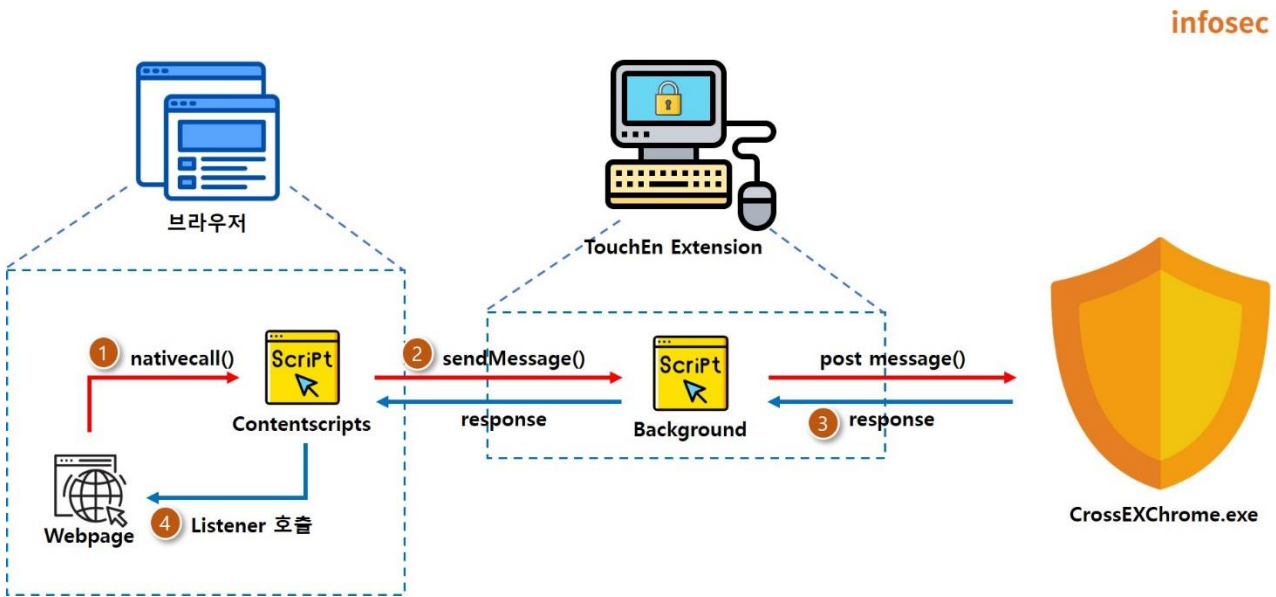 infosec
브라우저
TouchEn Extension
1 nativecall()
ScriPt
Contentscripts
2 sendMessage()
response
ScriPt
Background
post message()
3 response
CrossEXChrome.exe
Webpage
4 Listener 호출